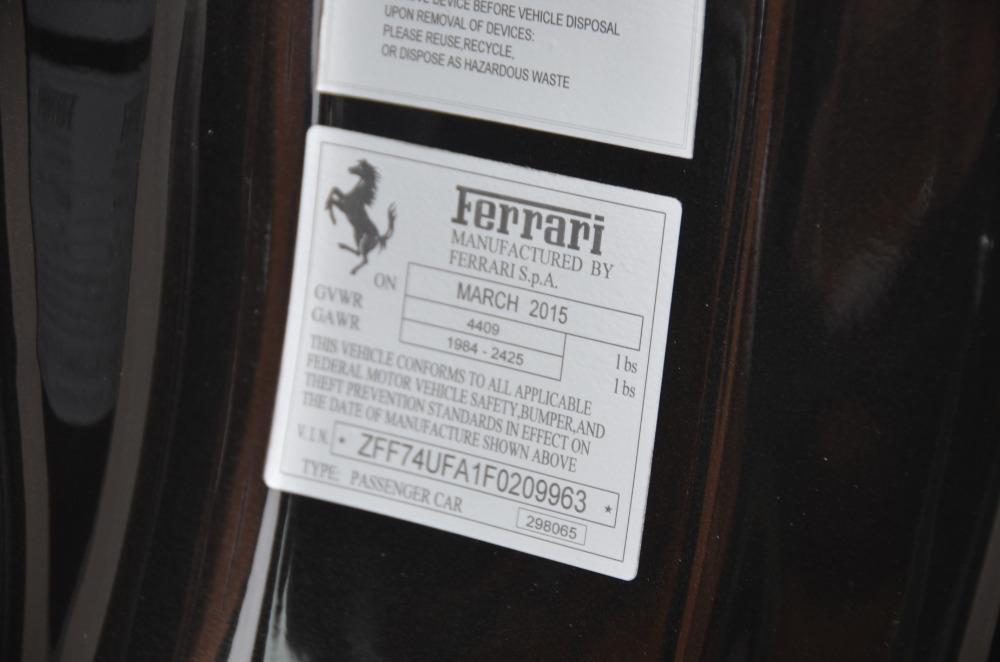 DEVICE BEFORE VEHICLE DISPOSAL
UPON REMOVAL OF DEVICES:
PLEASE REUSE,RECYCLE,
OR DISPOSE AS HAZARDOUS WASTE
Ferrari
MANUFACTURED BY
FERRARI S.p.A.
ON MARCH 2015
GVWR 4409 lbs
GAWR 1984 - 2425 lbs
THIS VEHICLE CONFORMS TO ALL APPLICABLE
FEDERAL MOTOR VEHICLE SAFETY,BUMPER,AND
THEFT PREVENTION STANDARDS IN EFFECT ON
THE DATE OF MANUFACTURE SHOWN ABOVE
V.I.N. * ZFF74UFA1F0209963 *
TYPE: PASSENGER CAR 298065